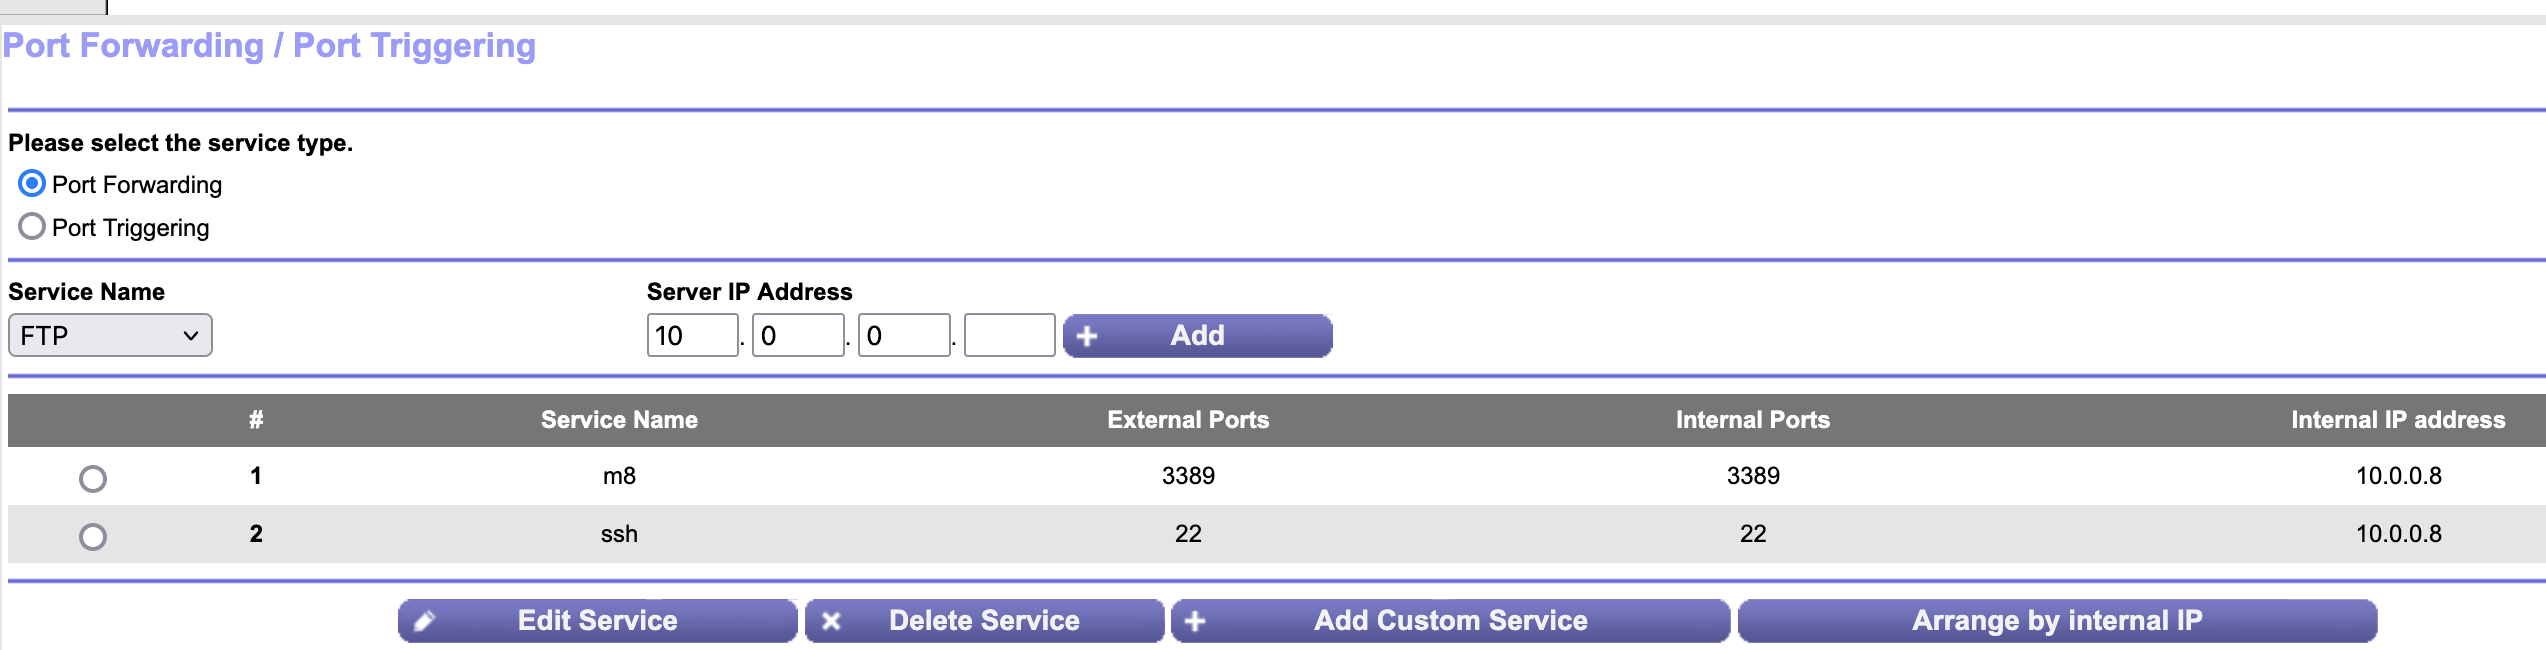 Port Forwarding / Port Triggering
Please select the service type.
Port Forwarding
Port Triggering
Service Name Server IP Address
FTP 10 . 0 . 0 . Add
# Service Name External Ports Internal Ports Internal IP address
1 m8 3389 3389 10.0.0.8
2 ssh 22 22 10.0.0.8
Edit Service Delete Service Add Custom Service Arrange by internal IP